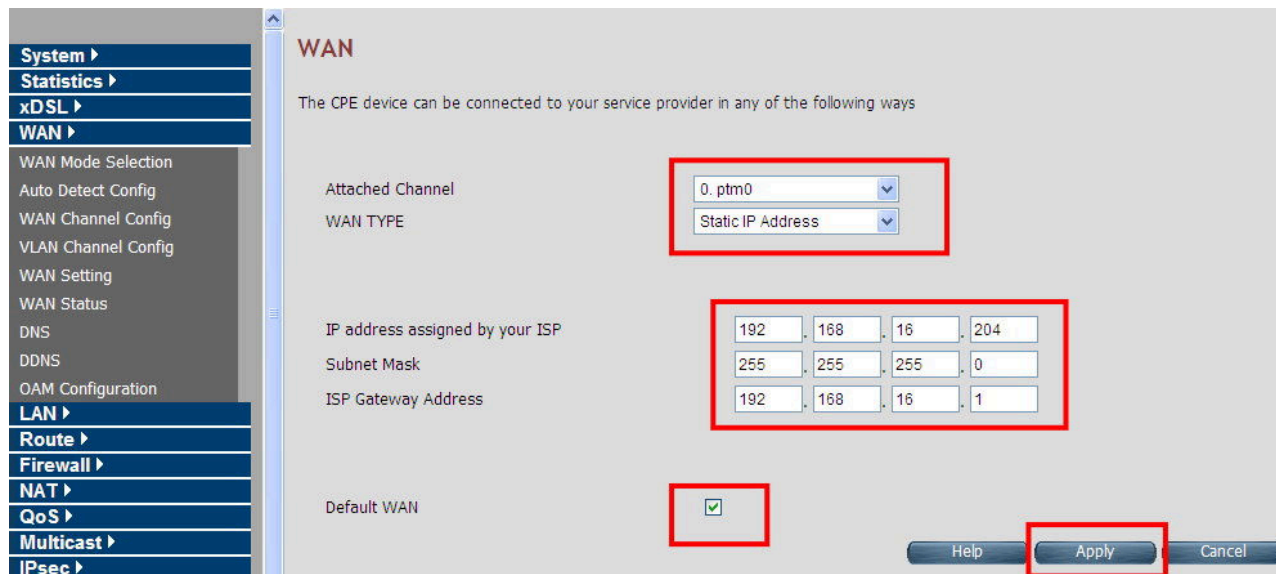 System
Statistics
xDSL
WAN
WAN Mode Selection
Auto Detect Config
WAN Channel Config
VLAN Channel Config
WAN Setting
WAN Status
DNS
DDNS
OAM Configuration
LAN
Route
Firewall
NAT
QoS
Multicast
IPsec
WAN
The CPE device can be connected to your service provider in any of the following ways
Attached Channel 0. ptm0
WAN TYPE Static IP Address
IP address assigned by your ISP 192 . 168 . 16 . 204
Subnet Mask 255 . 255 . 255 . 0
ISP Gateway Address 192 . 168 . 16 . 1
Default WAN
Help Apply Cancel